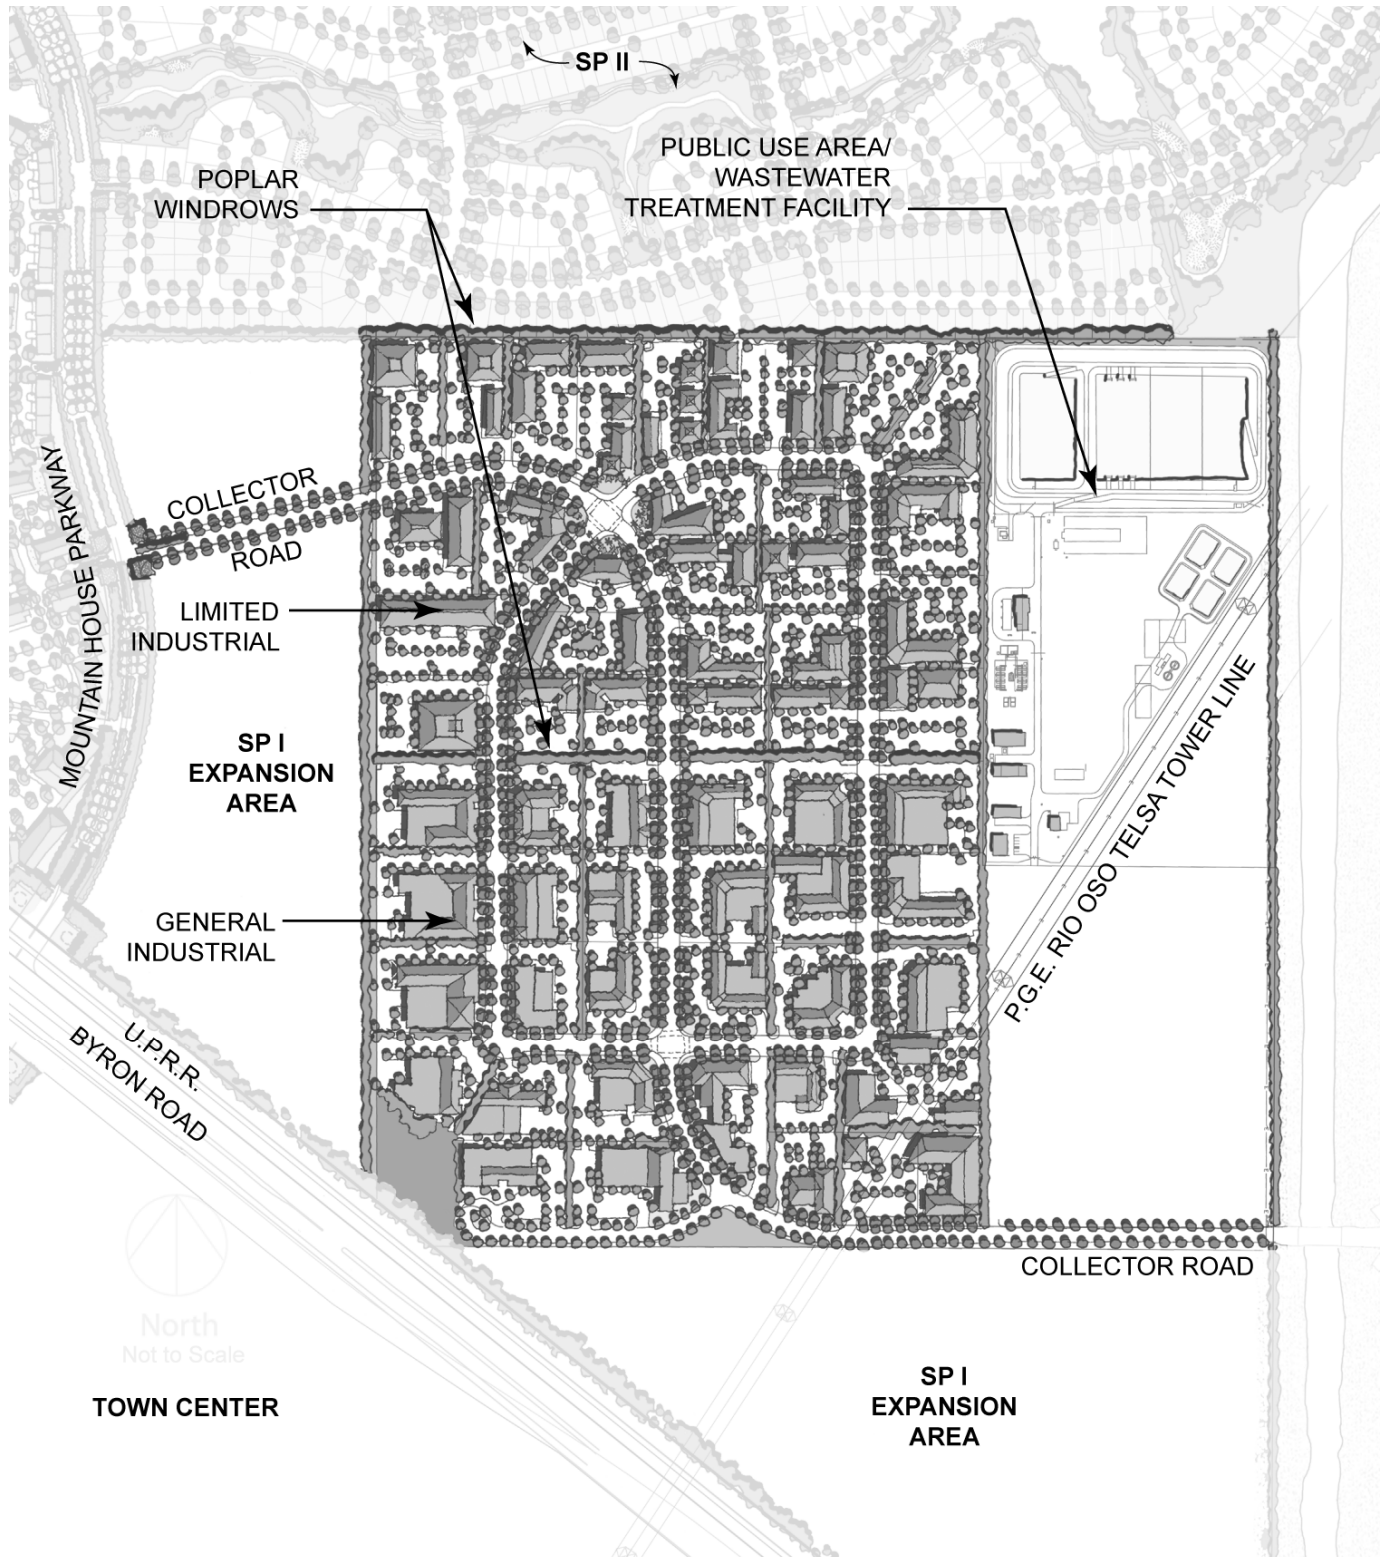 SP II
PUBLIC USE AREA/
WASTEWATER
TREATMENT FACILITY
POPLAR
WINDROWS
MOUNTAIN HOUSE PARKWAY
COLLECTOR
ROAD
LIMITED
INDUSTRIAL
SP I
EXPANSION
AREA
P.G.E. RIO OSO TELSA TOWER LINE
GENERAL
INDUSTRIAL
U.P.R.R.
BYRON ROAD
COLLECTOR ROAD
North
Not to Scale
TOWN CENTER
SP I
EXPANSION
AREA